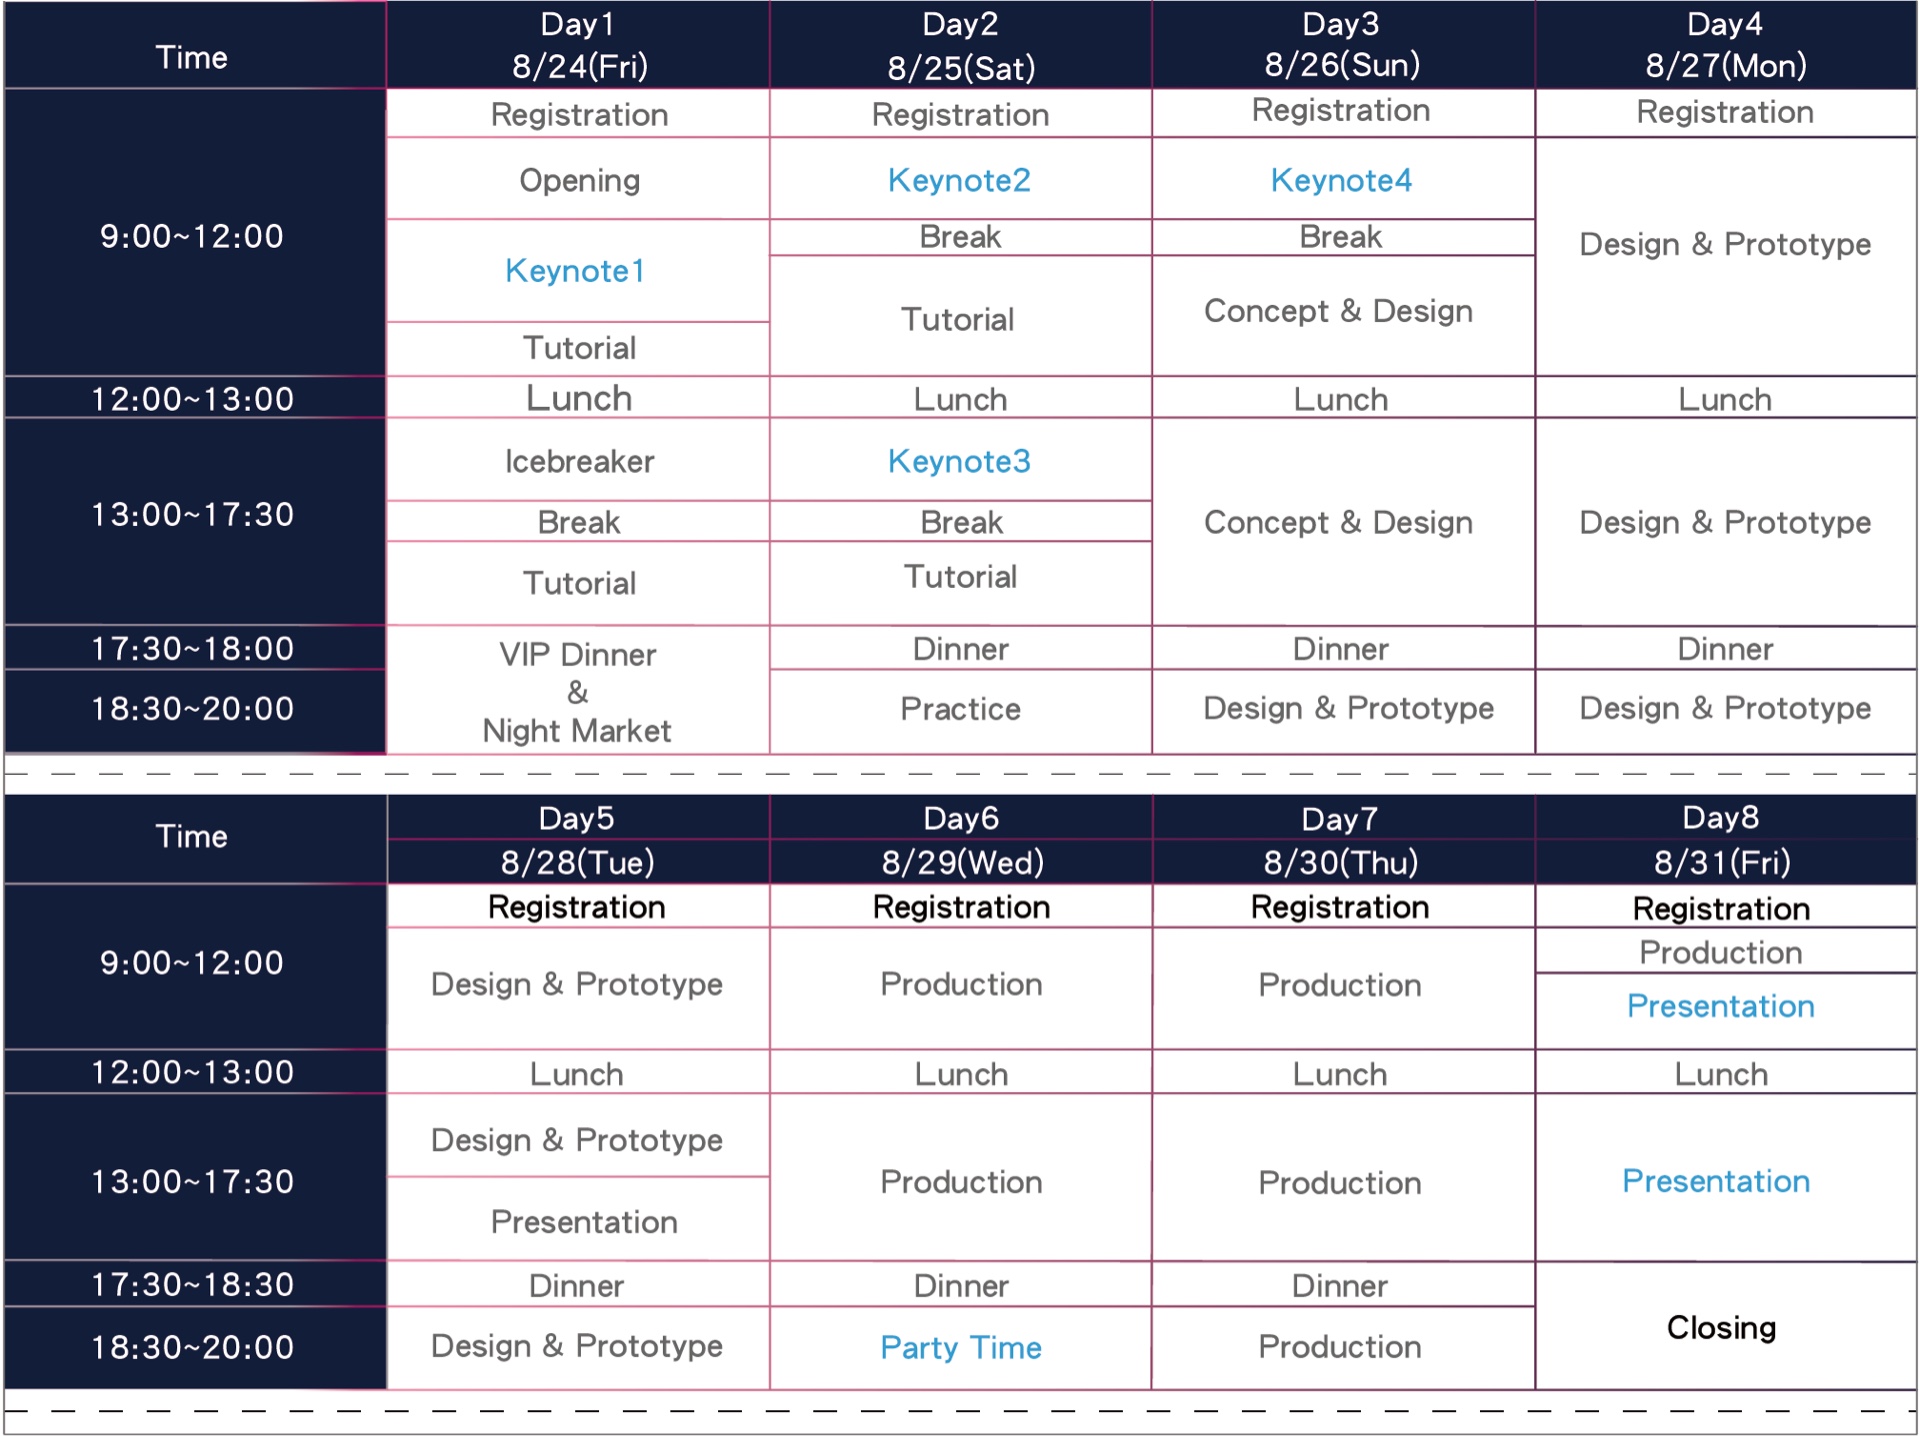 Time
Day1
8/24(Fri)
Day2
8/25(Sat)
Day3
8/26(Sun)
Day4
8/27(Mon)
9:00~12:00
Registration
Opening
Keynote1
Tutorial
Registration
Keynote2
Break
Tutorial
Registration
Keynote4
Break
Concept & Design
Registration
Design & Prototype
12:00~13:00
Lunch
Lunch
Lunch
Lunch
13:00~17:30
Icebreaker
Break
Tutorial
Keynote3
Break
Tutorial
Concept & Design
Design & Prototype
17:30~18:00
VIP Dinner
&
Night Market
Dinner
Dinner
Dinner
18:30~20:00
Practice
Design & Prototype
Design & Prototype
Time
Day5
8/28(Tue)
Day6
8/29(Wed)
Day7
8/30(Thu)
Day8
8/31(Fri)
9:00~12:00
Registration
Design & Prototype
Registration
Production
Registration
Production
Registration
Production
Presentation
12:00~13:00
Lunch
Lunch
Lunch
Lunch
13:00~17:30
Design & Prototype
Presentation
Production
Production
Presentation
17:30~18:30
Dinner
Dinner
Dinner
Closing
18:30~20:00
Design & Prototype
Party Time
Production